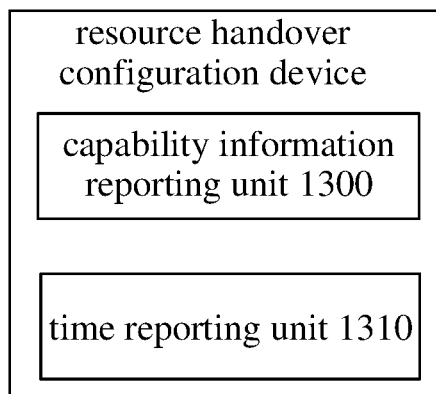 resource handover
configuration device
capability information
reporting unit 1300
time reporting unit 1310